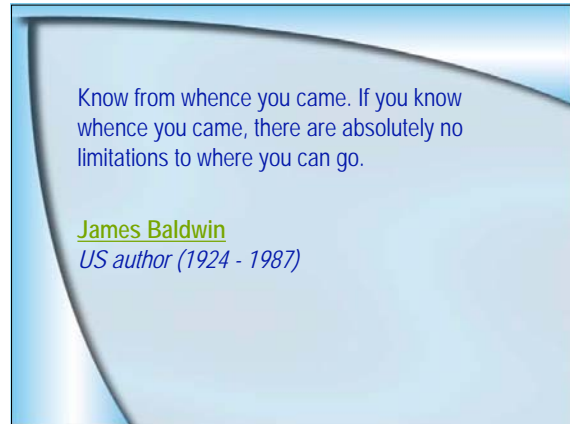 Know from whence you came. If you know
whence you came, there are absolutely no
limitations to where you can go.
James Baldwin
US author (1924 - 1987)